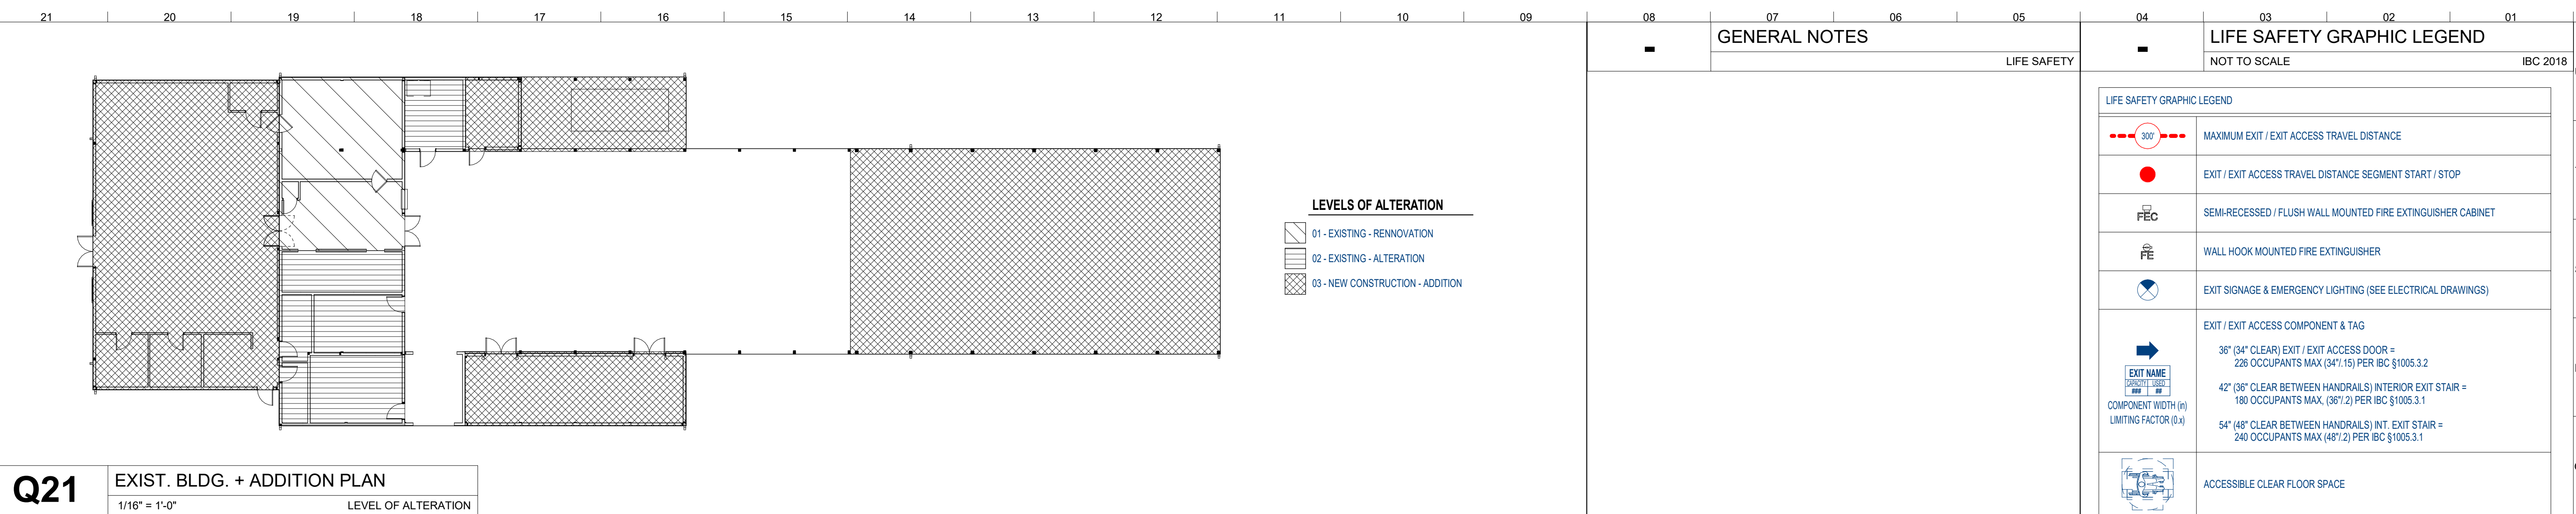 21 20 19 18 17 16 15 14 13 12 11 10 09 08 07 06 05 04 03 02 01
-
GENERAL NOTES
LIFE SAFETY
-
LIFE SAFETY GRAPHIC LEGEND
NOT TO SCALE IBC 2018
LEVELS OF ALTERATION
01 - EXISTING - RENNOVATION
02 - EXISTING - ALTERATION
03 - NEW CONSTRUCTION - ADDITION
Q21
EXIST. BLDG. + ADDITION PLAN
1/16" = 1'-0" LEVEL OF ALTERATION
LIFE SAFETY GRAPHIC LEGEND
300' MAXIMUM EXIT / EXIT ACCESS TRAVEL DISTANCE
EXIT / EXIT ACCESS TRAVEL DISTANCE SEGMENT START / STOP
FEC SEMI-RECESSED / FLUSH WALL MOUNTED FIRE EXTINGUISHER CABINET
FE WALL HOOK MOUNTED FIRE EXTINGUISHER
EXIT SIGNAGE & EMERGENCY LIGHTING (SEE ELECTRICAL DRAWINGS)
EXIT NAME
CAPACITY USED
### ##
COMPONENT WIDTH (in)
LIMITING FACTOR (0.x)
EXIT / EXIT ACCESS COMPONENT & TAG
36" (34" CLEAR) EXIT / EXIT ACCESS DOOR =
226 OCCUPANTS MAX (34"/.15) PER IBC §1005.3.2
42" (36" CLEAR BETWEEN HANDRAILS) INTERIOR EXIT STAIR =
180 OCCUPANTS MAX, (36"/.2) PER IBC §1005.3.1
54" (48" CLEAR BETWEEN HANDRAILS) INT. EXIT STAIR =
240 OCCUPANTS MAX (48"/.2) PER IBC §1005.3.1
ACCESSIBLE CLEAR FLOOR SPACE